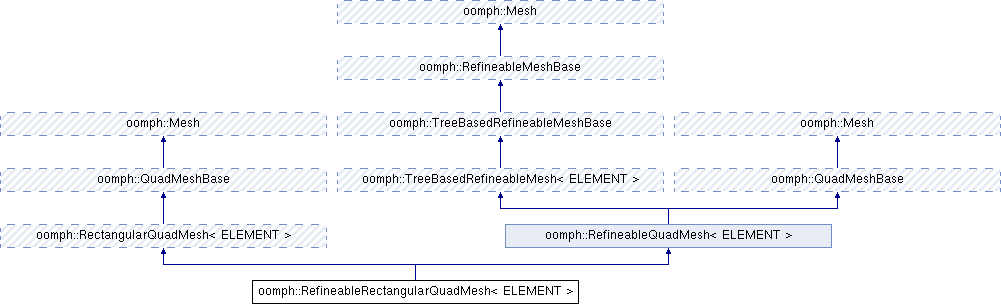 oomph::Mesh
oomph::RefineableMeshBase
oomph::Mesh
oomph::TreeBasedRefineableMeshBase
oomph::Mesh
oomph::QuadMeshBase
oomph::TreeBasedRefineableMesh< ELEMENT >
oomph::QuadMeshBase
oomph::RectangularQuadMesh< ELEMENT >
oomph::RefineableQuadMesh< ELEMENT >
oomph::RefineableRectangularQuadMesh< ELEMENT >